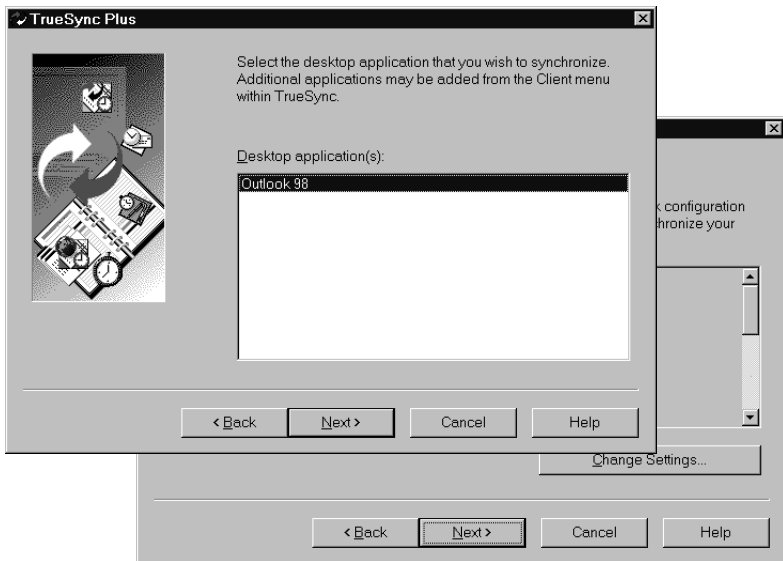 TrueSync Plus
Select the desktop application that you wish to synchronize.
Additional applications may be added from the Client menu
within TrueSync.
Desktop application(s):
Outlook 98
< Back
Next >
Cancel
Help
configuration
hronize your
Change Settings...
< Back
Next >
Cancel
Help